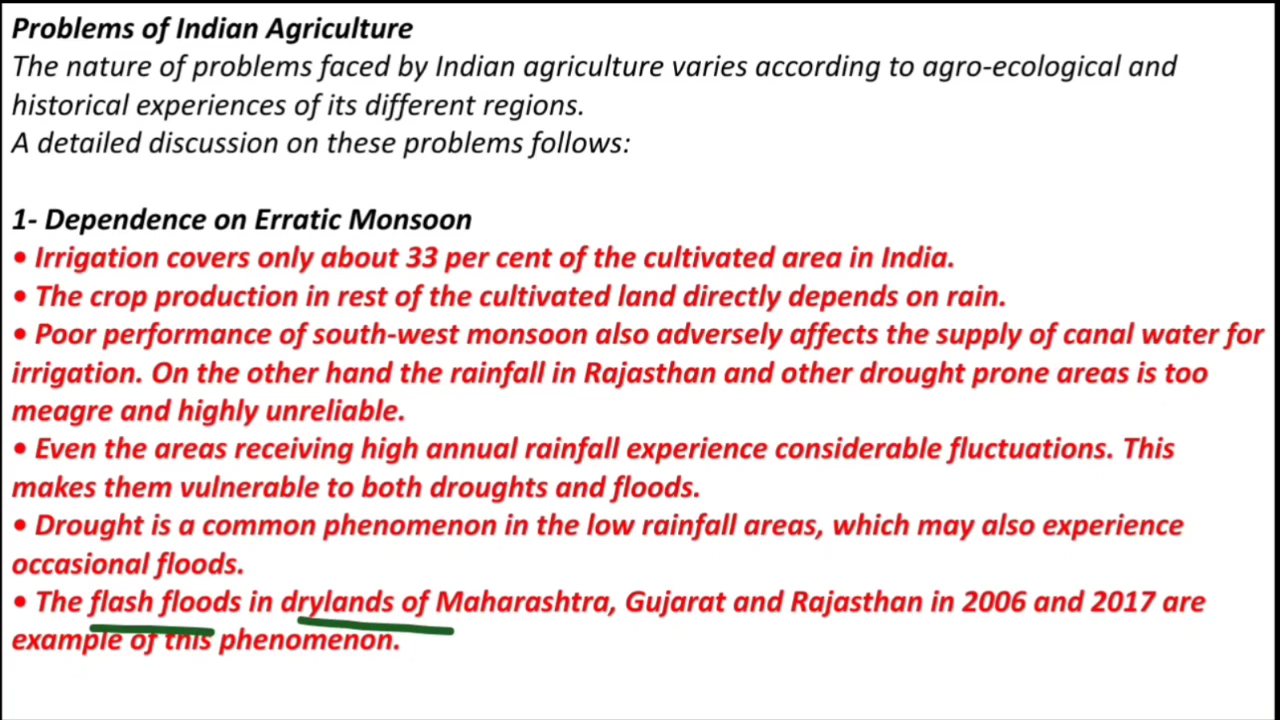 Problems of Indian Agriculture
The nature of problems faced by Indian agriculture varies according to agro-ecological and
historical experiences of its different regions.
A detailed discussion on these problems follows:
1- Dependence on Erratic Monsoon
• Irrigation covers only about 33 per cent of the cultivated area in India.
• The crop production in rest of the cultivated land directly depends on rain.
• Poor performance of south-west monsoon also adversely affects the supply of canal water for
irrigation. On the other hand the rainfall in Rajasthan and other drought prone areas is too
meagre and highly unreliable.
• Even the areas receiving high annual rainfall experience considerable fluctuations. This
makes them vulnerable to both droughts and floods.
• Drought is a common phenomenon in the low rainfall areas, which may also experience
occasional floods.
• The flash floods in drylands of Maharashtra, Gujarat and Rajasthan in 2006 and 2017 are
example of this phenomenon.